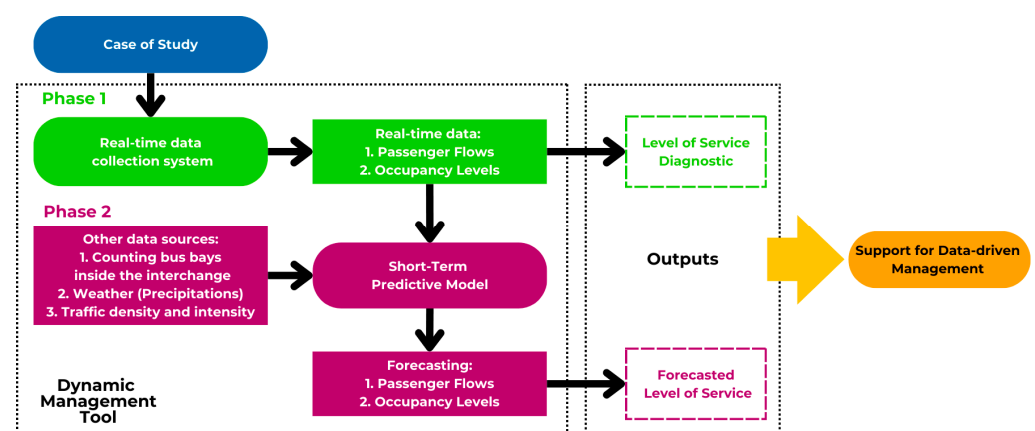 Case of Study
Phase 1
Real-time data
collection system
Real-time data:
1. Passenger Flows
2. Occupancy Levels
Level of Service
Diagnostic
Phase 2
Other data sources:
1. Counting bus bays
inside the interchange
2. Weather (Precipitations)
3. Traffic density and intensity
Short-Term
Predictive Model
Outputs
Support for Data-driven
Management
Forecasting:
1. Passenger Flows
2. Occupancy Levels
Forecasted
Level of Service
Dynamic
Management
Tool